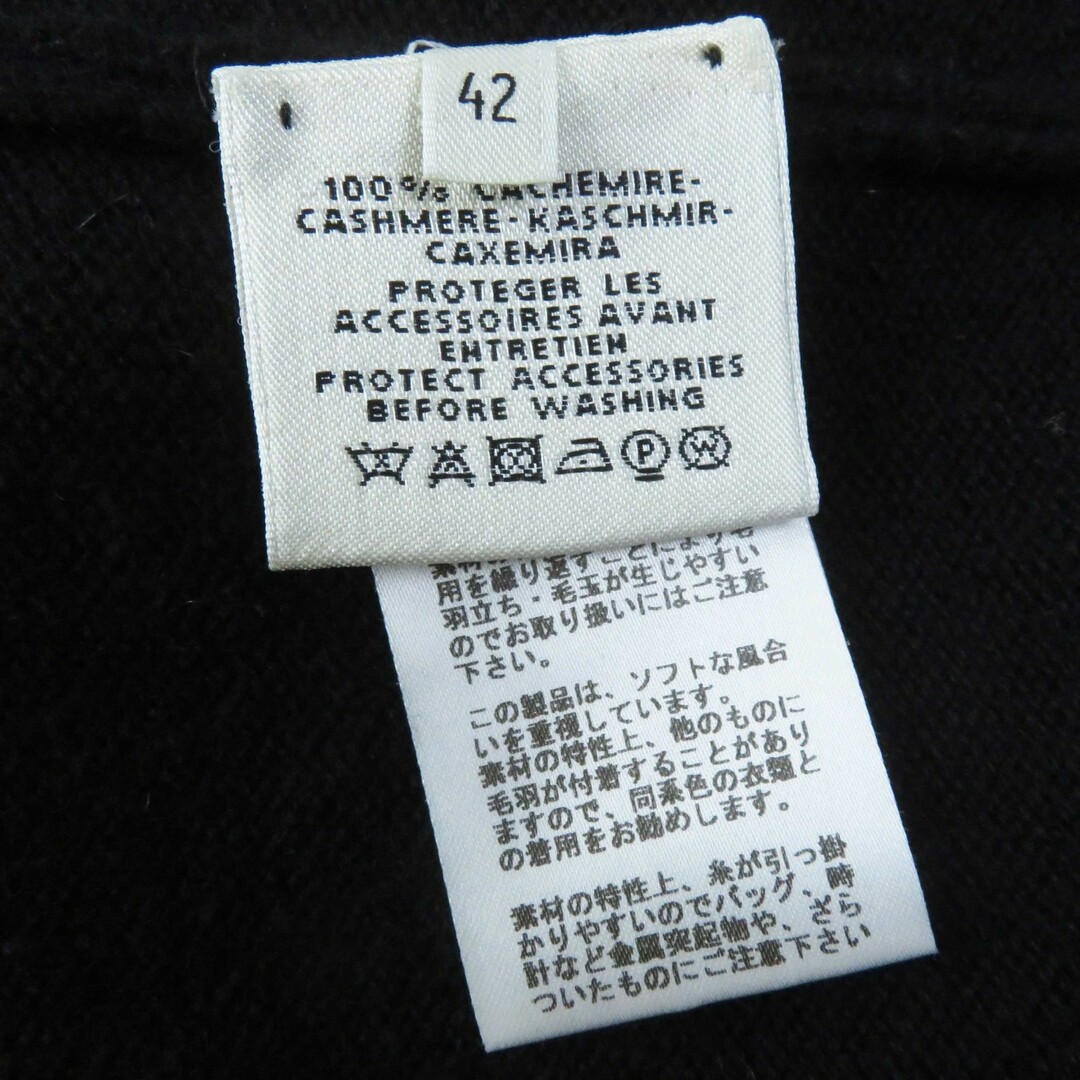 42
100% CACHEMIRE-
CASHMERE-KASCHMIR-
CAXEMIRA
PROTEGER LES
ACCESSOIRES AVANT
ENTRETIEN
PROTECT ACCESSORIES
BEFORE WASHING
P W
用を繰り返すことにより毛
羽立ち・毛玉が生じやすい
のでお取り扱いにはご注意
下さい。
この製品は、ソフトな風合
いを重視しています。
素材の特性上、他のものに
毛羽が付着することがあり
ますので、同系色の衣類と
の着用をお勧めします。
素材の特性上、糸が引っ掛
かりやすいのでバッグ、時
計など金属突起物や、ざら
ついたものにご注意下さい